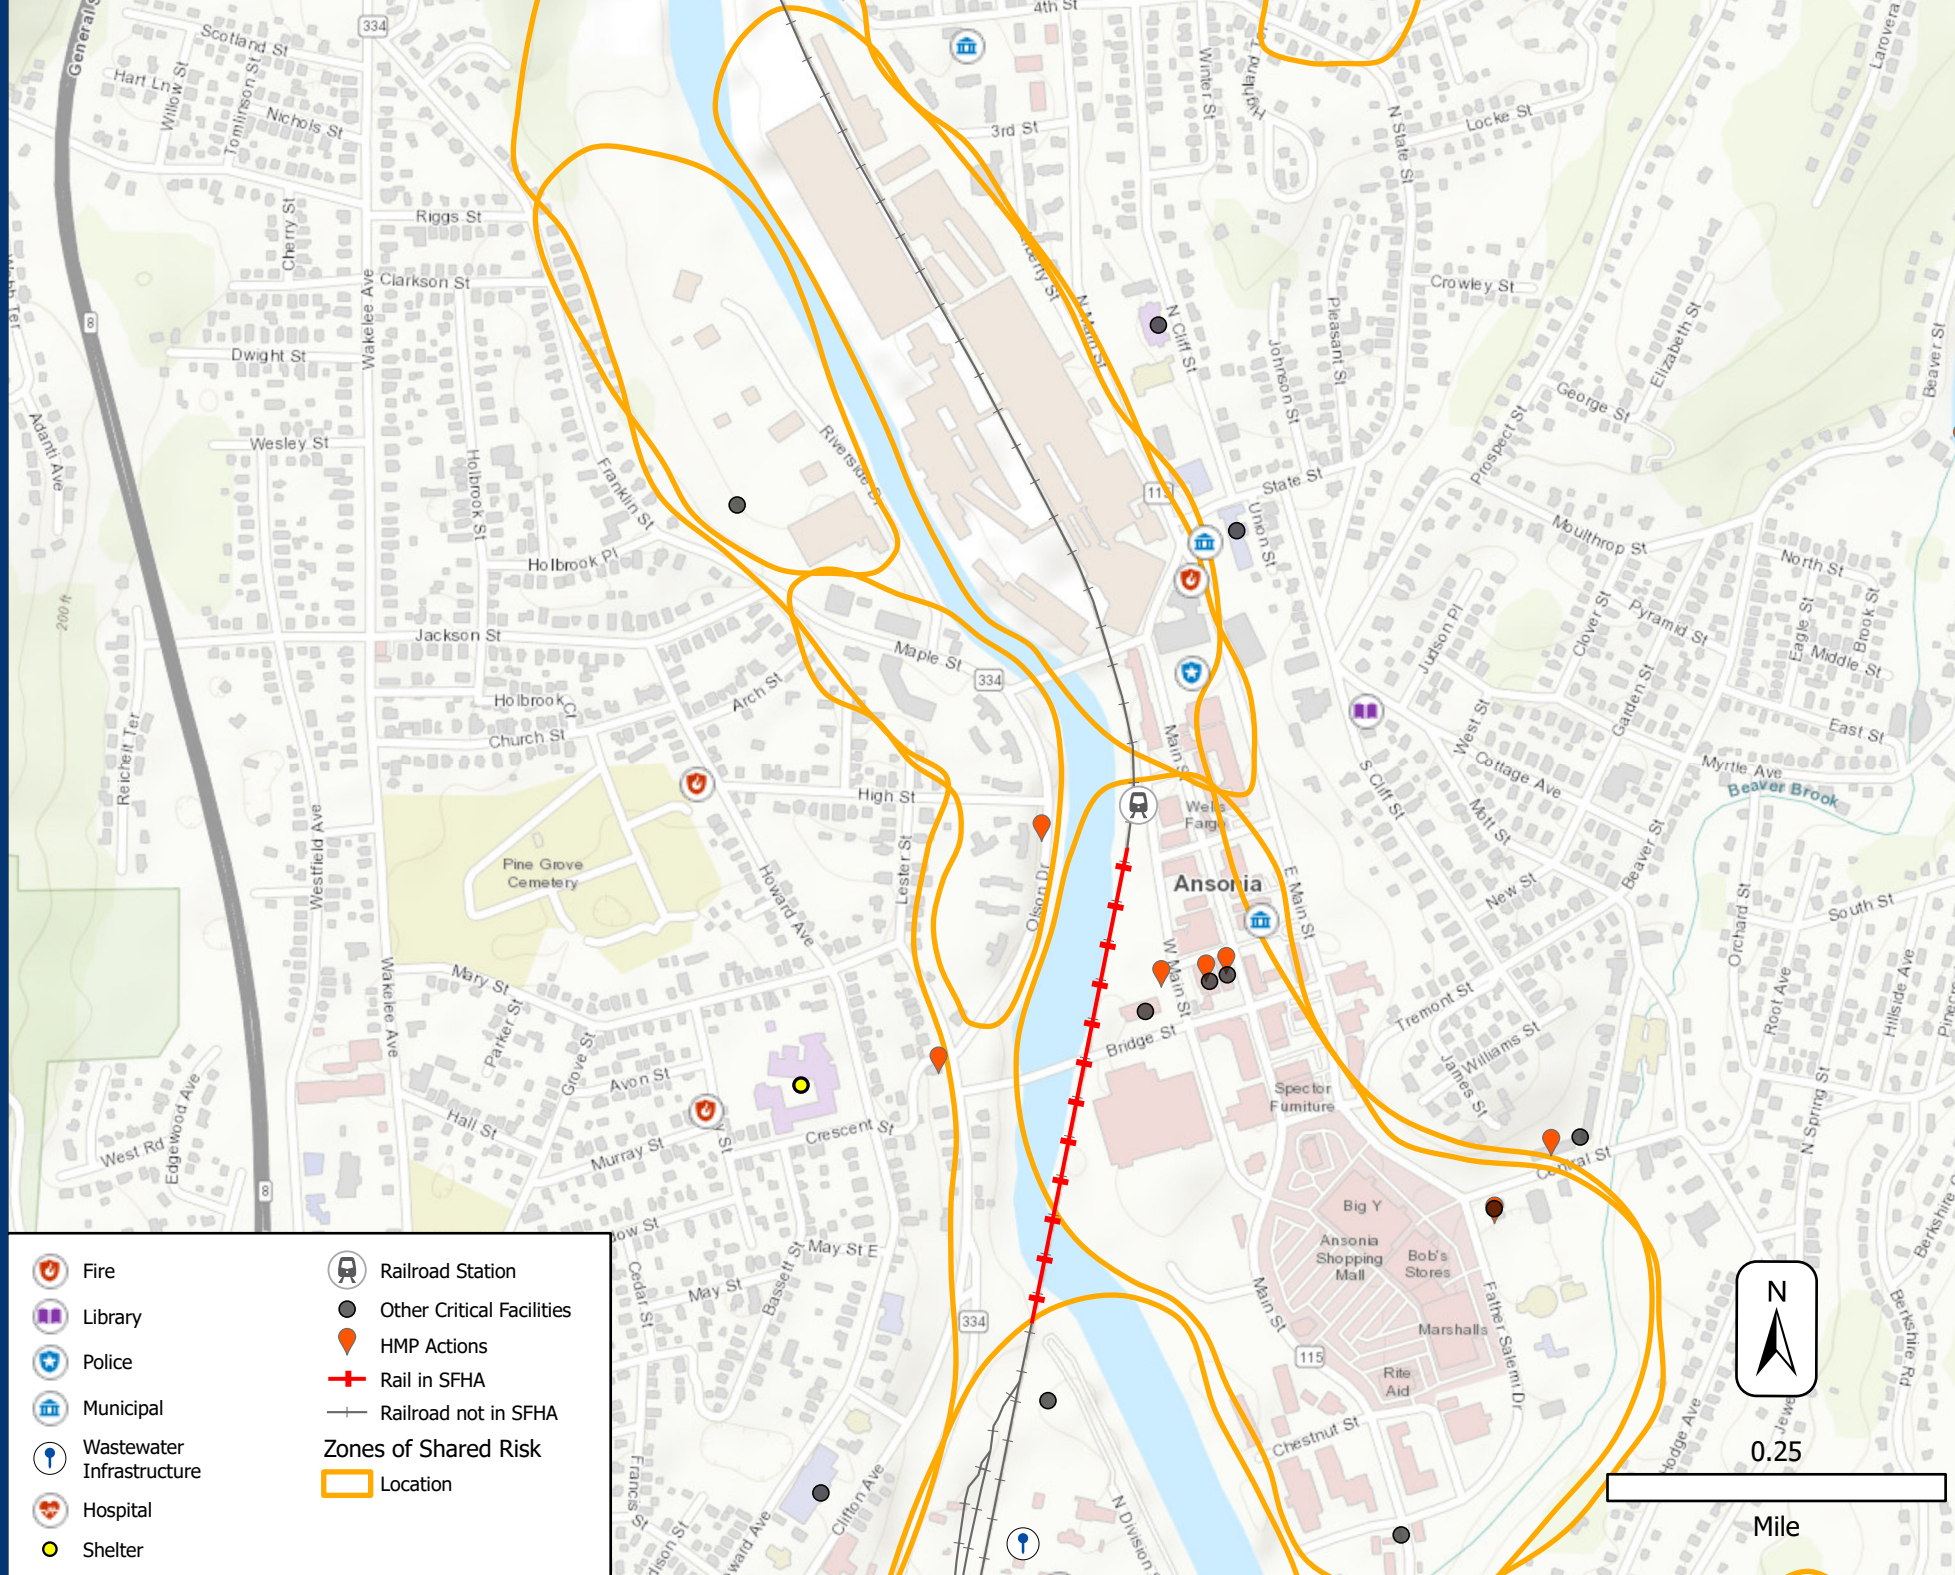 4th St
334
General S
Scotland St
Hart Ln
Willow St
Tomlinson St
Nichols St
Winter St
Larovera
3rd St
N State St
Locke St
Cherry St
Riggs St
Clarkson St
Wakelee Ave
8
Dwight St
N Main St
N Cliff St
Pleasant St
Crowley St
Elizabeth St
Beaver St
Johnson St
George St
Adanti Ave
Wesley St
Holbrook St
Franklin St
Riverside Dr
Prospect St
State St
Union St
Moulthrop St
North St
Holbrook Pl
200 ft
Jackson St
Maple St
334
Judson Pl
Clover St
Pyramid St
Eagle St
Brook St
Middle St
Holbrook Ct
Arch St
Church St
Reichelt Ter
Main S
Garden St
West St
East St
Cottage Ave
Myrtle Ave
Beaver Brook
S Cliff St
Mott St
High St
Wells
Fargo
Westfield Ave
Pine Grove
Cemetery
Lester St
Howard Ave
Olson Dr
Ansonia
E Main St
New St
Beaver St
Orchard St
South St
Mary St
Wakelee Ave
Parker St
Grove St
W Main St
Bridge St
Tremont St
Root Ave
Hillside Ave
Williams St
James St
Avon St
Spector
Furniture
Hall St
Crescent St
Murray St
West Rd
Edgewood Ave
Central St
N Spring St
8
Big Y
Ansonia
Shopping
Mall
Bob's
Stores
May St E
Cedar St
May St
Bassett St
334
Main St
Marshalls
Father Salemi Dr
115
Rite
Aid
Berkshire Rd
Chestnut St
Hodge Ave
Francis St
Clifton Ave
N Division
Fire
Library
Police
Municipal
Wastewater
Infrastructure
Hospital
Shelter
Railroad Station
Other Critical Facilities
HMP Actions
Rail in SFHA
Railroad not in SFHA
Zones of Shared Risk
Location
N
0.25
Mile